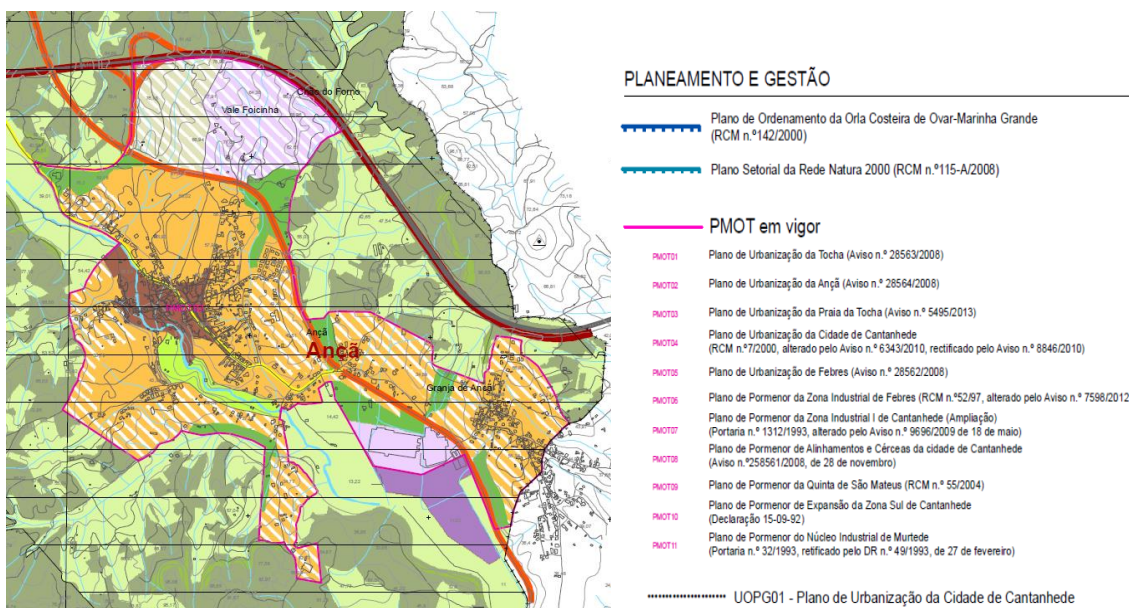 Chão do Forno
Vale Foicinha
Ançã
Ançã
Granja de Ançã
PLANEAMENTO E GESTÃO
Plano de Ordenamento da Orla Costeira de Ovar-Marinha Grande
(RCM n.º142/2000)
Plano Setorial da Rede Natura 2000 (RCM n.º115-A/2008)
PMOT em vigor
PMOT01 Plano de Urbanização da Tocha (Aviso n.º 28563/2008)
PMOT02 Plano de Urbanização da Ançã (Aviso n.º 28564/2008)
PMOT03 Plano de Urbanização da Praia da Tocha (Aviso n.º 5495/2013)
PMOT04 Plano de Urbanização da Cidade de Cantanhede
(RCM n.º7/2000, alterado pelo Aviso n.º 6343/2010, rectificado pelo Aviso n.º 8846/2010)
PMOT05 Plano de Urbanização de Febres (Aviso n.º 28562/2008)
PMOT06 Plano de Pormenor da Zona Industrial de Febres (RCM n.º52/97, alterado pelo Aviso n.º 7598/2012
PMOT07 Plano de Pormenor da Zona Industrial I de Cantanhede (Ampliação)
(Portaria n.º 1312/1993, alterado pelo Aviso n.º 9696/2009 de 18 de maio)
PMOT08 Plano de Pormenor de Alinhamentos e Cérceas da cidade de Cantanhede
(Aviso n.º258561/2008, de 28 de novembro)
PMOT09 Plano de Pormenor da Quinta de São Mateus (RCM n.º 55/2004)
PMOT10 Plano de Pormenor de Expansão da Zona Sul de Cantanhede
(Declaração 15-09-92)
PMOT11 Plano de Pormenor do Núcleo Industrial de Murtede
(Portaria n.º 32/1993, retificado pelo DR n.º 49/1993, de 27 de fevereiro)
UOPG01 - Plano de Urbanização da Cidade de Cantanhede